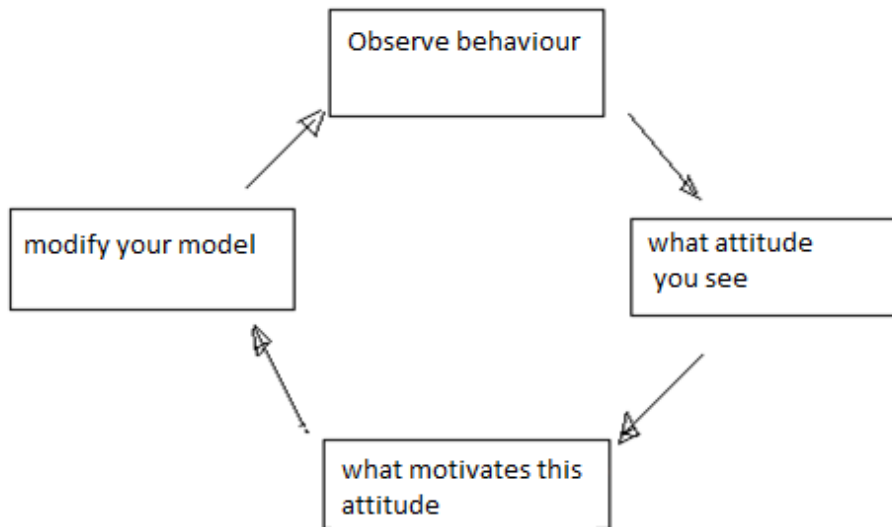 Observe behaviour
modify your model
what attitude
you see
what motivates this
attitude